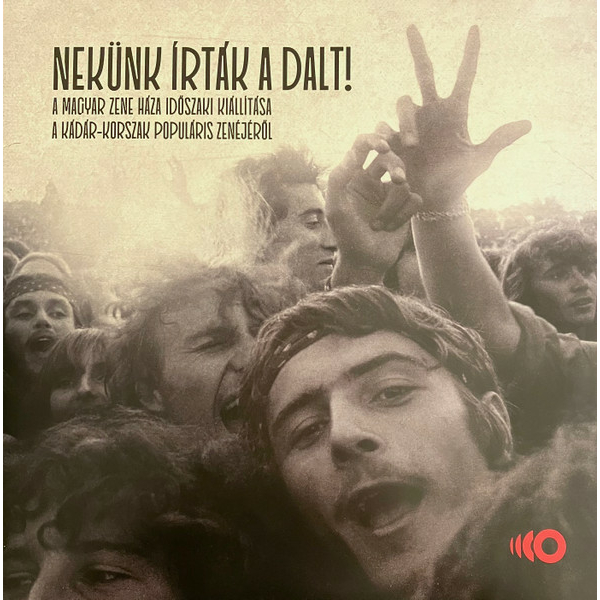 NEKÜNK ÍRTÁK A DALT!
A MAGYAR ZENE HÁZA IDŐSZAKI KIÁLLÍTÁSA
A KÁDÁR-KORSZAK POPULÁRIS ZENÉJÉRŐL